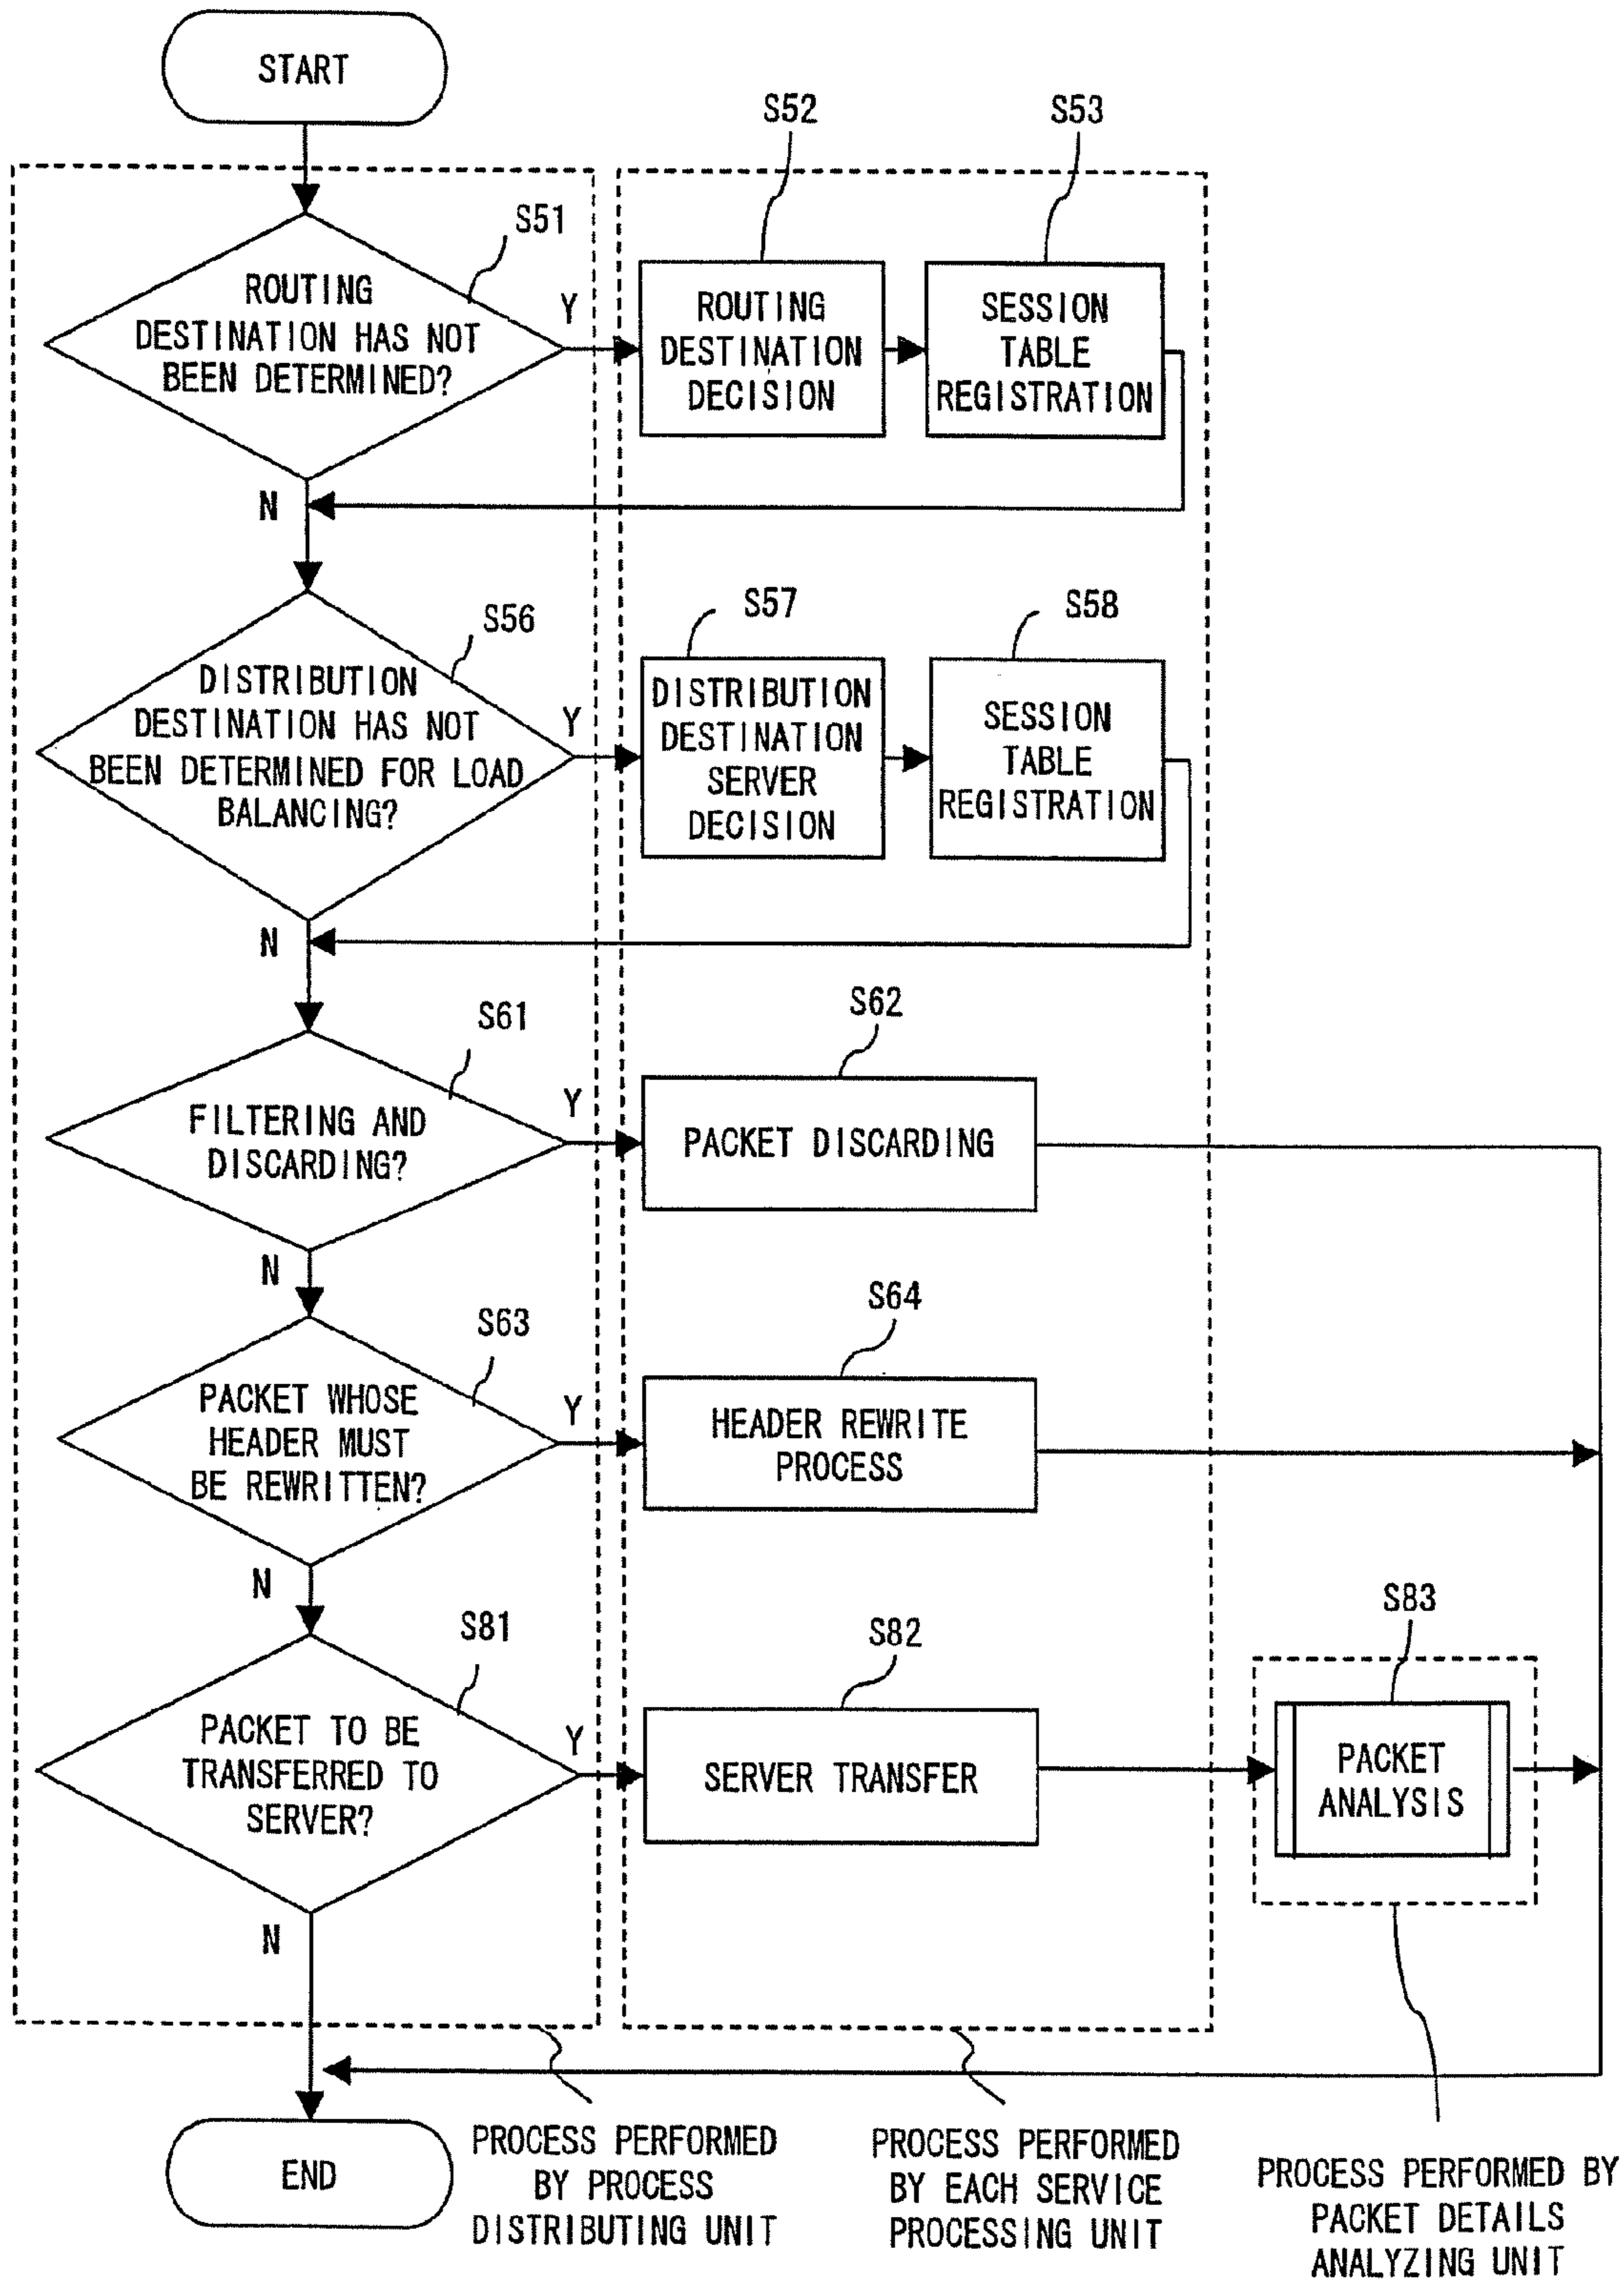 START
S52
S53
S51
ROUTING
DESTINATION HAS NOT
BEEN DETERMINED?
Y
ROUTING
DESTINATION
DECISION
SESSION
TABLE
REGISTRATION
N
S56
S57
S58
DISTRIBUTION
DESTINATION HAS NOT
BEEN DETERMINED FOR LOAD
BALANCING?
Y
DISTRIBUTION
DESTINATION
SERVER
DECISION
SESSION
TABLE
REGISTRATION
N
S61
S62
FILTERING AND
DISCARDING?
Y
PACKET DISCARDING
N
S63
S64
PACKET WHOSE
HEADER MUST
BE REWRITTEN?
Y
HEADER REWRITE
PROCESS
N
S81
S82
S83
PACKET TO BE
TRANSFERRED TO
SERVER?
Y
SERVER TRANSFER
PACKET
ANALYSIS
N
END
PROCESS PERFORMED
BY PROCESS
DISTRIBUTING UNIT
PROCESS PERFORMED
BY EACH SERVICE
PROCESSING UNIT
PROCESS PERFORMED BY
PACKET DETAILS
ANALYZING UNIT